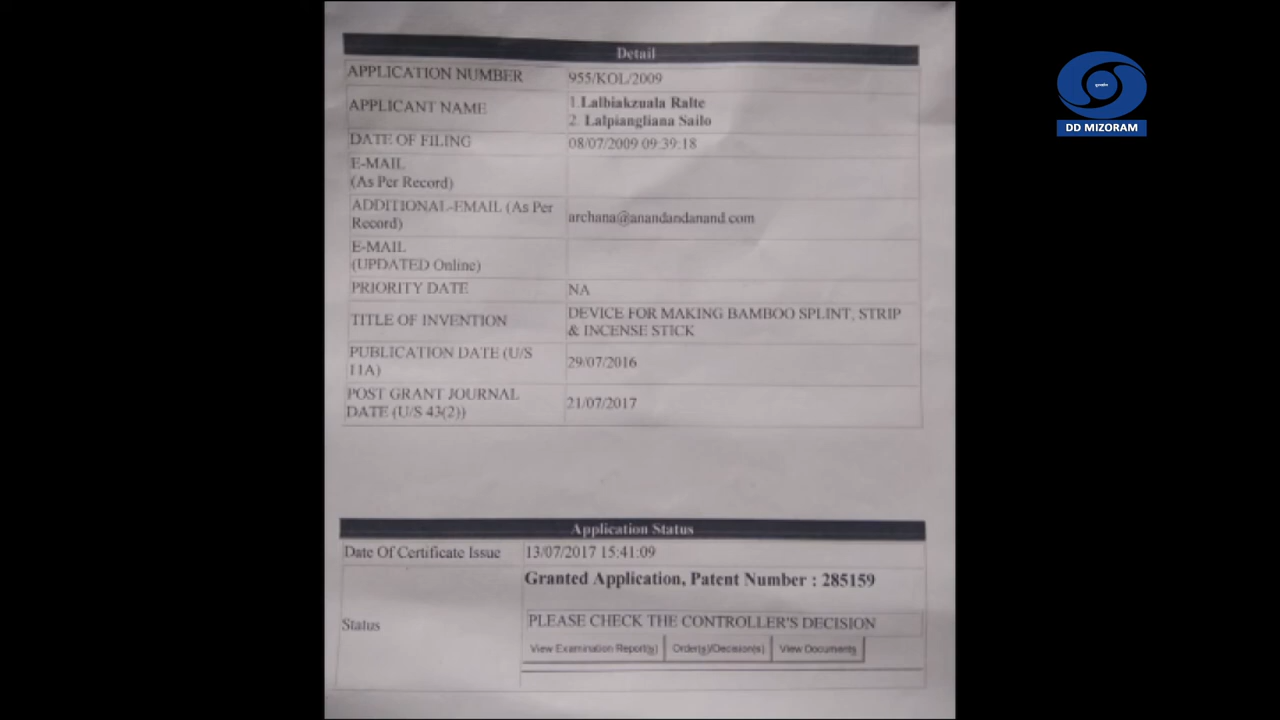 Detail
APPLICATION NUMBER 955/KOL/2009
APPLICANT NAME 1.Lalbiakzuala Ralte
2. Lalpiangliana Sailo
DATE OF FILING 08/07/2009 09:39:18
E-MAIL
(As Per Record)
ADDITIONAL-EMAIL (As Per
Record) archana@anandandanand.com
E-MAIL
(UPDATED Online)
PRIORITY DATE NA
TITLE OF INVENTION DEVICE FOR MAKING BAMBOO SPLINT, STRIP
& INCENSE STICK
PUBLICATION DATE (U/S
11A) 29/07/2016
POST GRANT JOURNAL
DATE (U/S 43(2)) 21/07/2017
Application Status
Date Of Certificate Issue 13/07/2017 15:41:09
Status
Granted Application, Patent Number : 285159
PLEASE CHECK THE CONTROLLER'S DECISION
View Examination Report(s) Order(s)/Decision(s) View Documents
DD MIZORAM